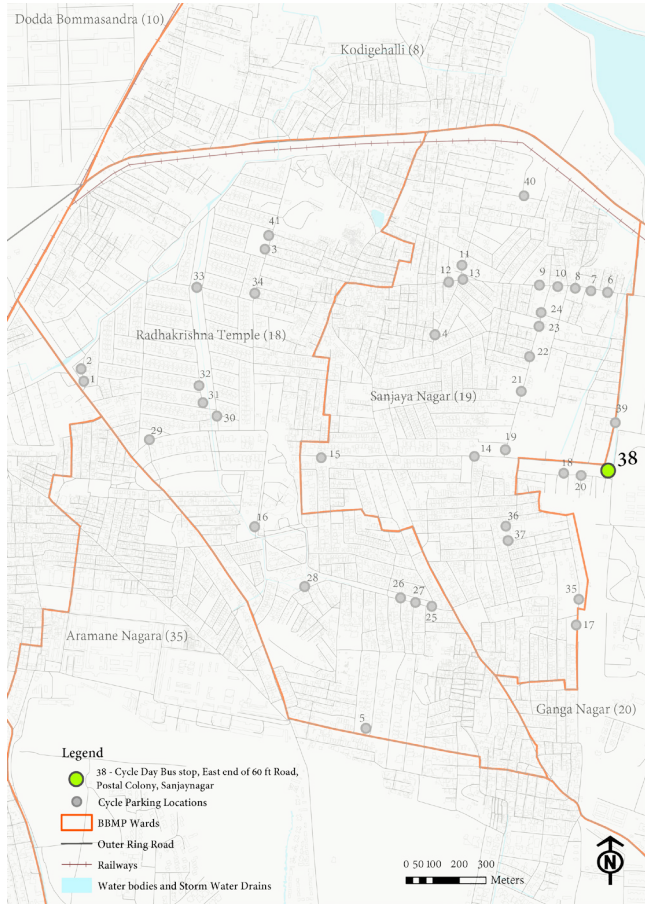 Dodda Bommasandra (10)
Kodigehalli (8)
40
41
3
11
12
13
9
10
8
7
6
33
34
24
23
4
Radhakrishna Temple (18)
22
2
1
32
Sanjaya Nagar (19)
21
31
30
39
29
19
38
15
14
18
20
16
36
37
28
26
27
25
35
17
Aramane Nagara (35)
Ganga Nagar (20)
5
Legend
38 - Cycle Day Bus stop, East end of 60 ft Road,
Postal Colony, Sanjaynagar
Cycle Parking Locations
BBMP Wards
Outer Ring Road
Railways
Water bodies and Storm Water Drains
N
0 50 100 200 300
Meters